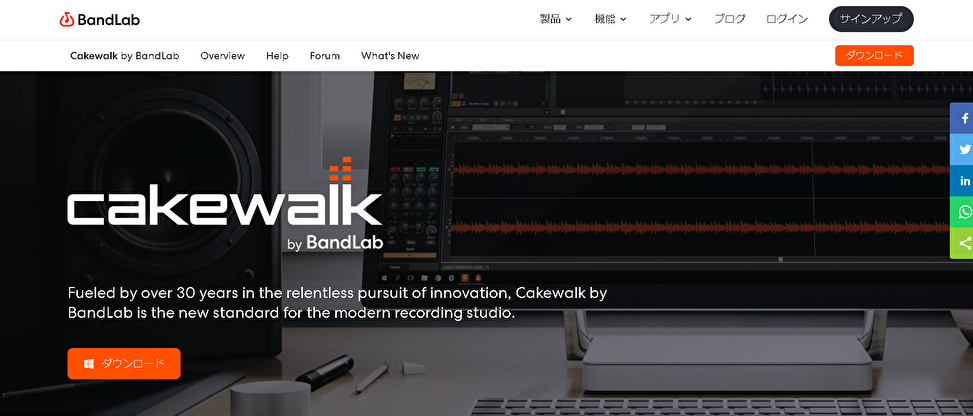 BandLab
製品
機能
アプリ
ブログ
ログイン
サインアップ
Cakewalk by BandLab
Overview
Help
Forum
What's New
ダウンロード
cakewalk
by BandLab
Fueled by over 30 years in the relentless pursuit of innovation, Cakewalk by
BandLab is the new standard for the modern recording studio.
ダウンロード